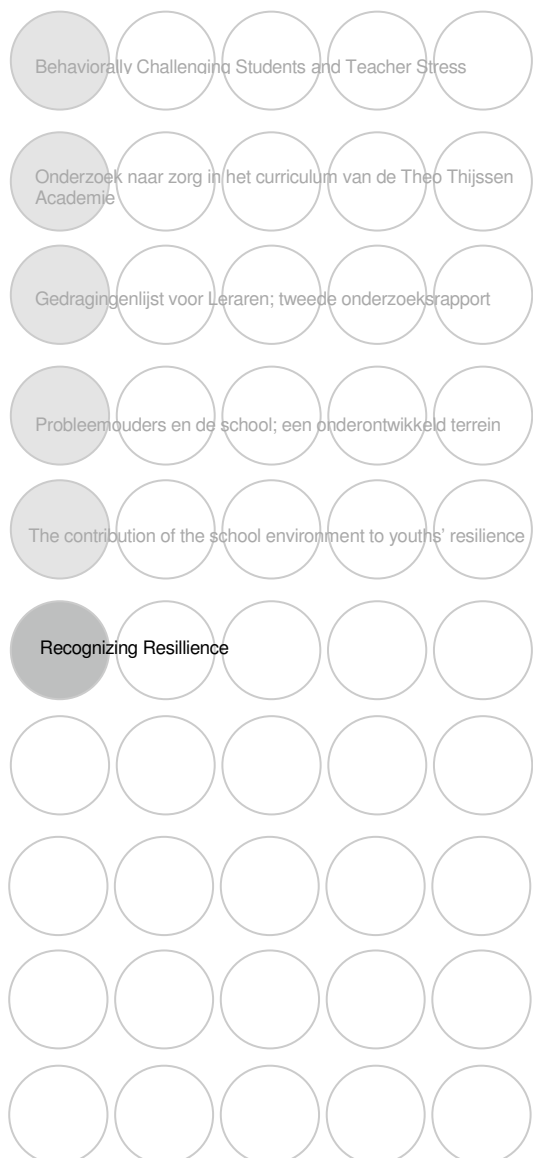 Behaviorally Challenging Students and Teacher Stress
Onderzoek naar zorg in het curriculum van de Theo Thijssen
Academie
Gedragingenlijst voor Leraren; tweede onderzoeksrapport
Probleemouders en de school; een onderontwikkeld terrein
The contribution of the school environment to youths’ resilience
Recognizing Resillience